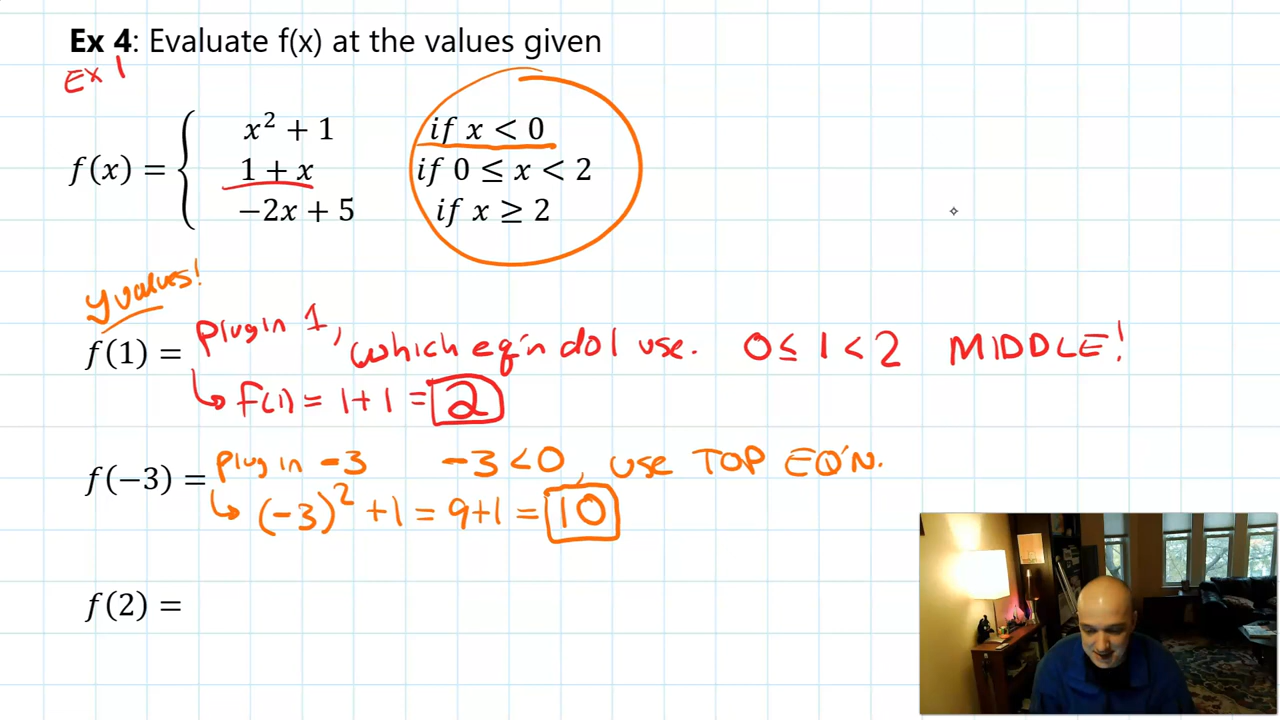 Ex 4: Evaluate f(x) at the values given
Ex 1
f(x) = { x² + 1 if x < 0
1 + x if 0 ≤ x < 2
−2x + 5 if x ≥ 2
y values!
f(1) = plug in 1, which eq'n do I use. 0 ≤ 1 < 2 MIDDLE!
f(1) = 1+1 = 2
f(−3) = plug in -3 -3 < 0, use TOP EQ'N.
(-3)² + 1 = 9+1 = 10
f(2) =